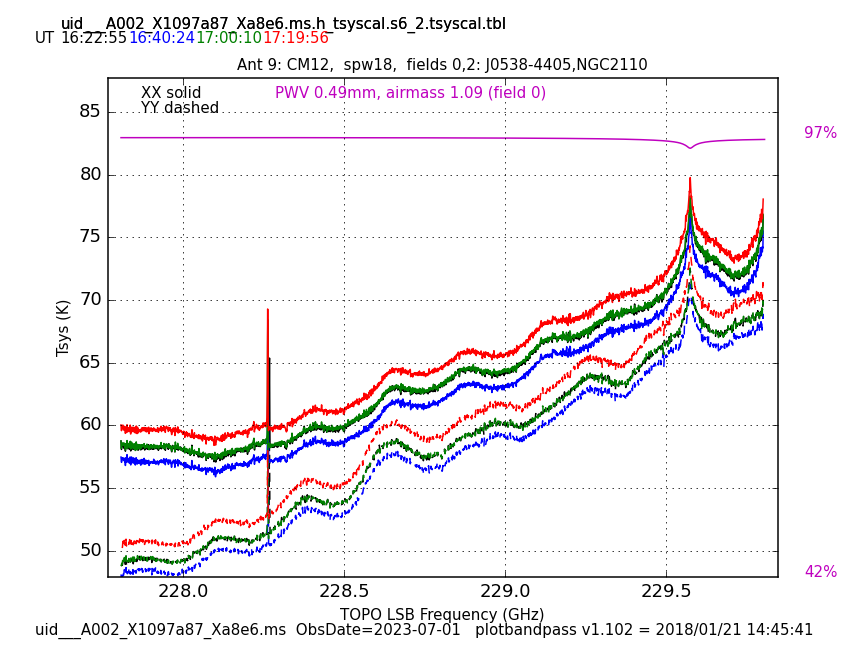 uid___A002_X1097a87_Xa8e6.ms.h_tsyscal.s6_2.tsyscal.tbl
UT 16:22:55 16:40:24 17:00:10 17:19:56
Ant 9: CM12,  spw18,  fields 0,2: J0538-4405,NGC2110
XX solid
PWV 0.49mm, airmass 1.09 (field 0)
YY dashed
97%
42%
85
80
75
70
65
60
55
50
Tsys (K)
228.0 228.5 229.0 229.5
TOPO LSB Frequency (GHz)
uid___A002_X1097a87_Xa8e6.ms  ObsDate=2023-07-01   plotbandpass v1.102 = 2018/01/21 14:45:41